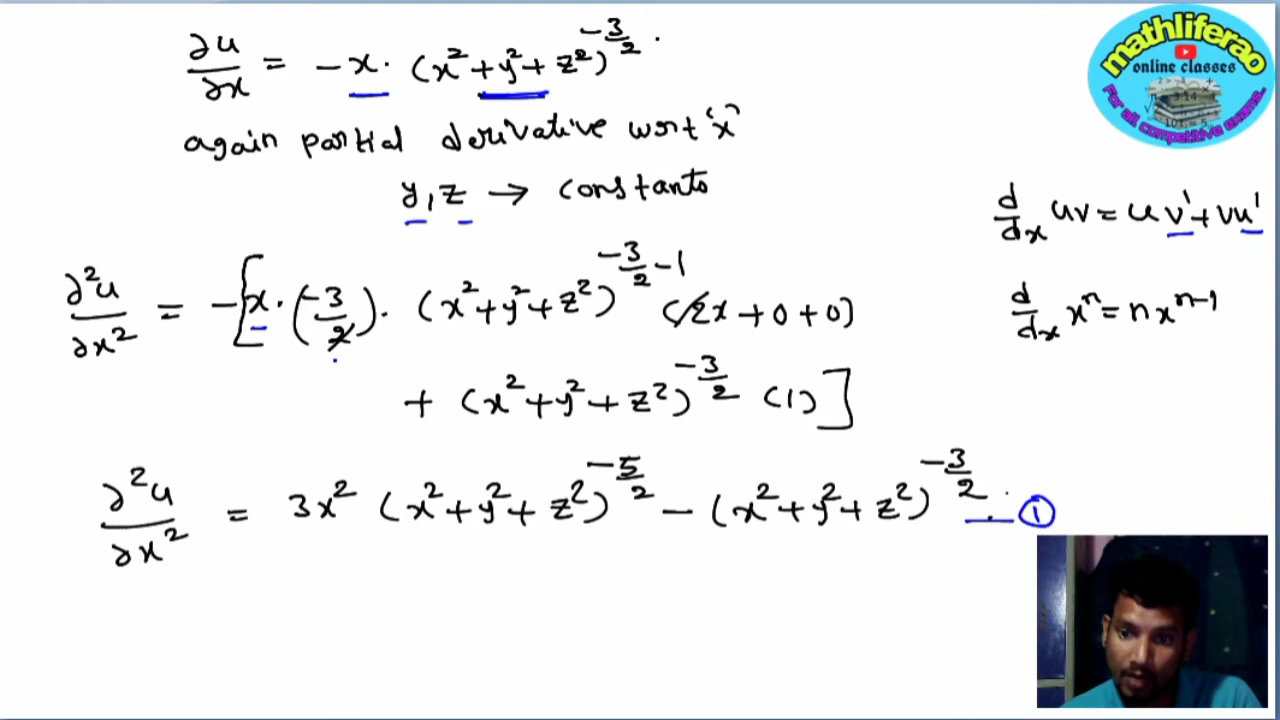 ∂u/∂x = -x · (x² + y² + z²)^(-3/2) .
again partial derivative wrt 'x'
y, z → constants
d/dx uv = u v' + v u'
∂²u/∂x² = -[x · (-3/2) · (x² + y² + z²)^(-3/2 - 1) (2x + 0 + 0)
d/dx xⁿ = n xⁿ⁻¹
+ (x² + y² + z²)^(-3/2) (1)]
∂²u/∂x² = 3x² (x² + y² + z²)^(-5/2) - (x² + y² + z²)^(-3/2) . — ①
mathliferao
online classes
For all competitive exams.